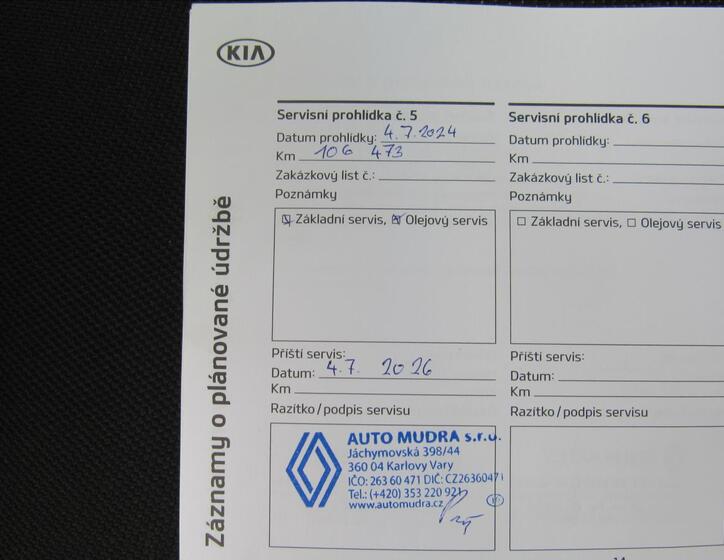 KIA
Záznamy o plánované údržbě
Servisní prohlídka č. 5
Datum prohlídky: 4.7.2024
Km 106 473
Zakázkový list č.:
Poznámky
Základní servis, Olejový servis
Příští servis:
Datum: 4.7. 2026
Km
Razítko/podpis servisu
AUTO MUDRA s.r.o.
Jáchymovská 398/44
360 04 Karlovy Vary
IČO: 263 60 471 DIČ: CZ26360471
Tel.: (+420) 353 220 921
www.automudra.cz
Servisní prohlídka č. 6
Datum prohlídky:
Km
Zakázkový list č.:
Poznámky
Základní servis, Olejový servis
Příští servis:
Datum:
Km
Razítko/podpis servisu